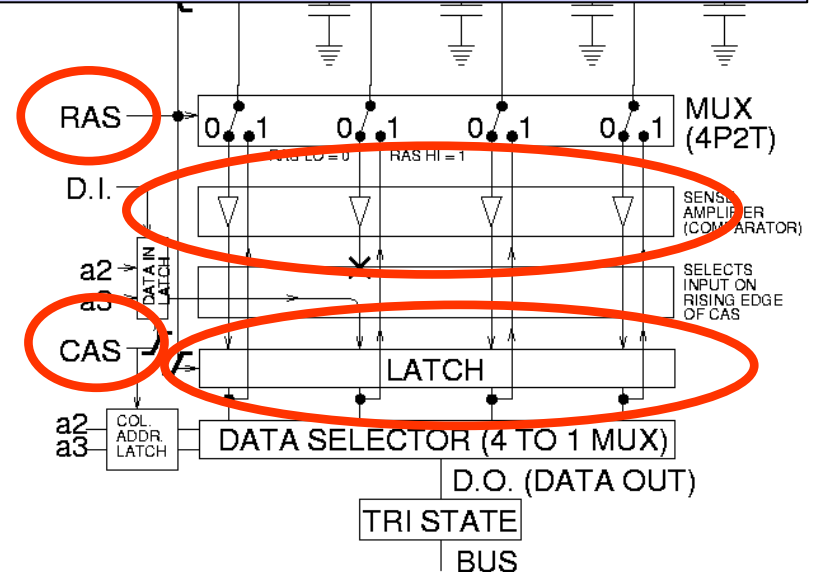 RAS
0 1 0 1 0 1 0 1
MUX
(4P2T)
RAS LO = 0 RAS HI = 1
D.I.
SENSE
AMPLIFIER
(COMPARATOR)
DATA IN
LATCH
a2
a3
SELECTS
INPUT ON
RISING EDGE
OF CAS
CAS
LATCH
a2
a3
COL.
ADDR.
LATCH
DATA SELECTOR (4 TO 1 MUX)
D.O. (DATA OUT)
TRI STATE
BUS